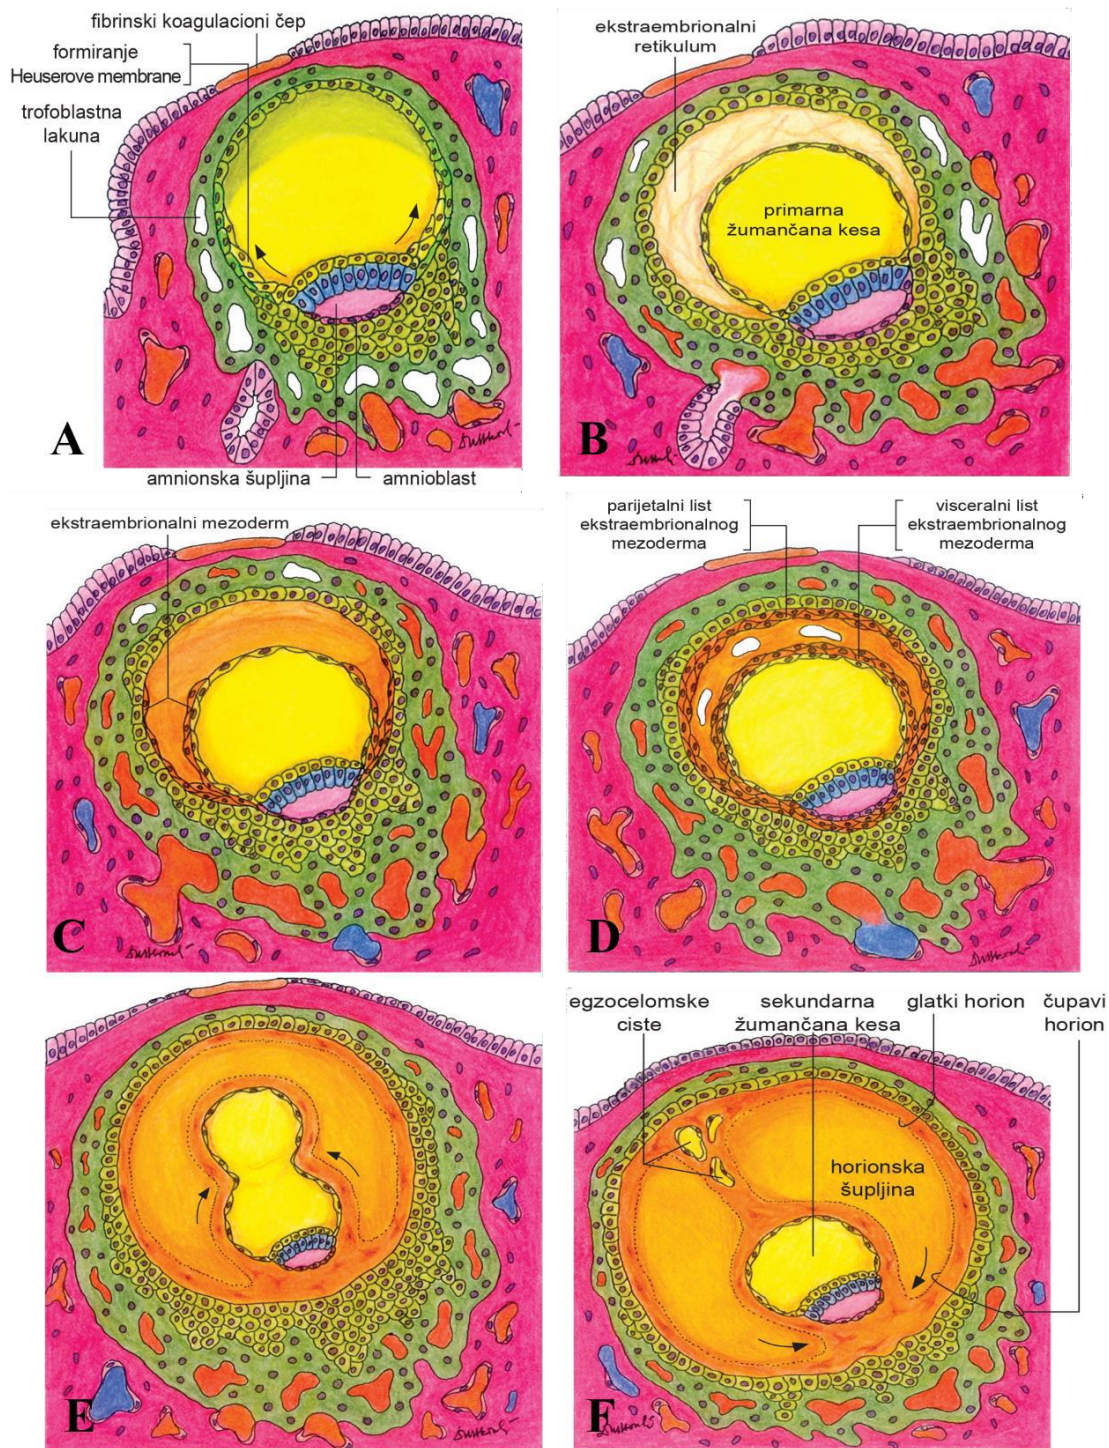 fibrinski koagulacioni čep
formiranje
Heuserove membrane
trofoblastna
lakuna
A
amnionska šupljina
amnioblast
ekstraembrionalni
retikulum
primarna
žumančana kesa
B
ekstraembrionalni mezoderm
C
parijetalni list
ekstraembrionalnog
mezoderma
visceralni list
ekstraembrionalnog
mezoderma
D
E
egzocelomske
ciste
sekundarna
žumančana kesa
glatki horion
čupavi
horion
horionska
šupljina
F